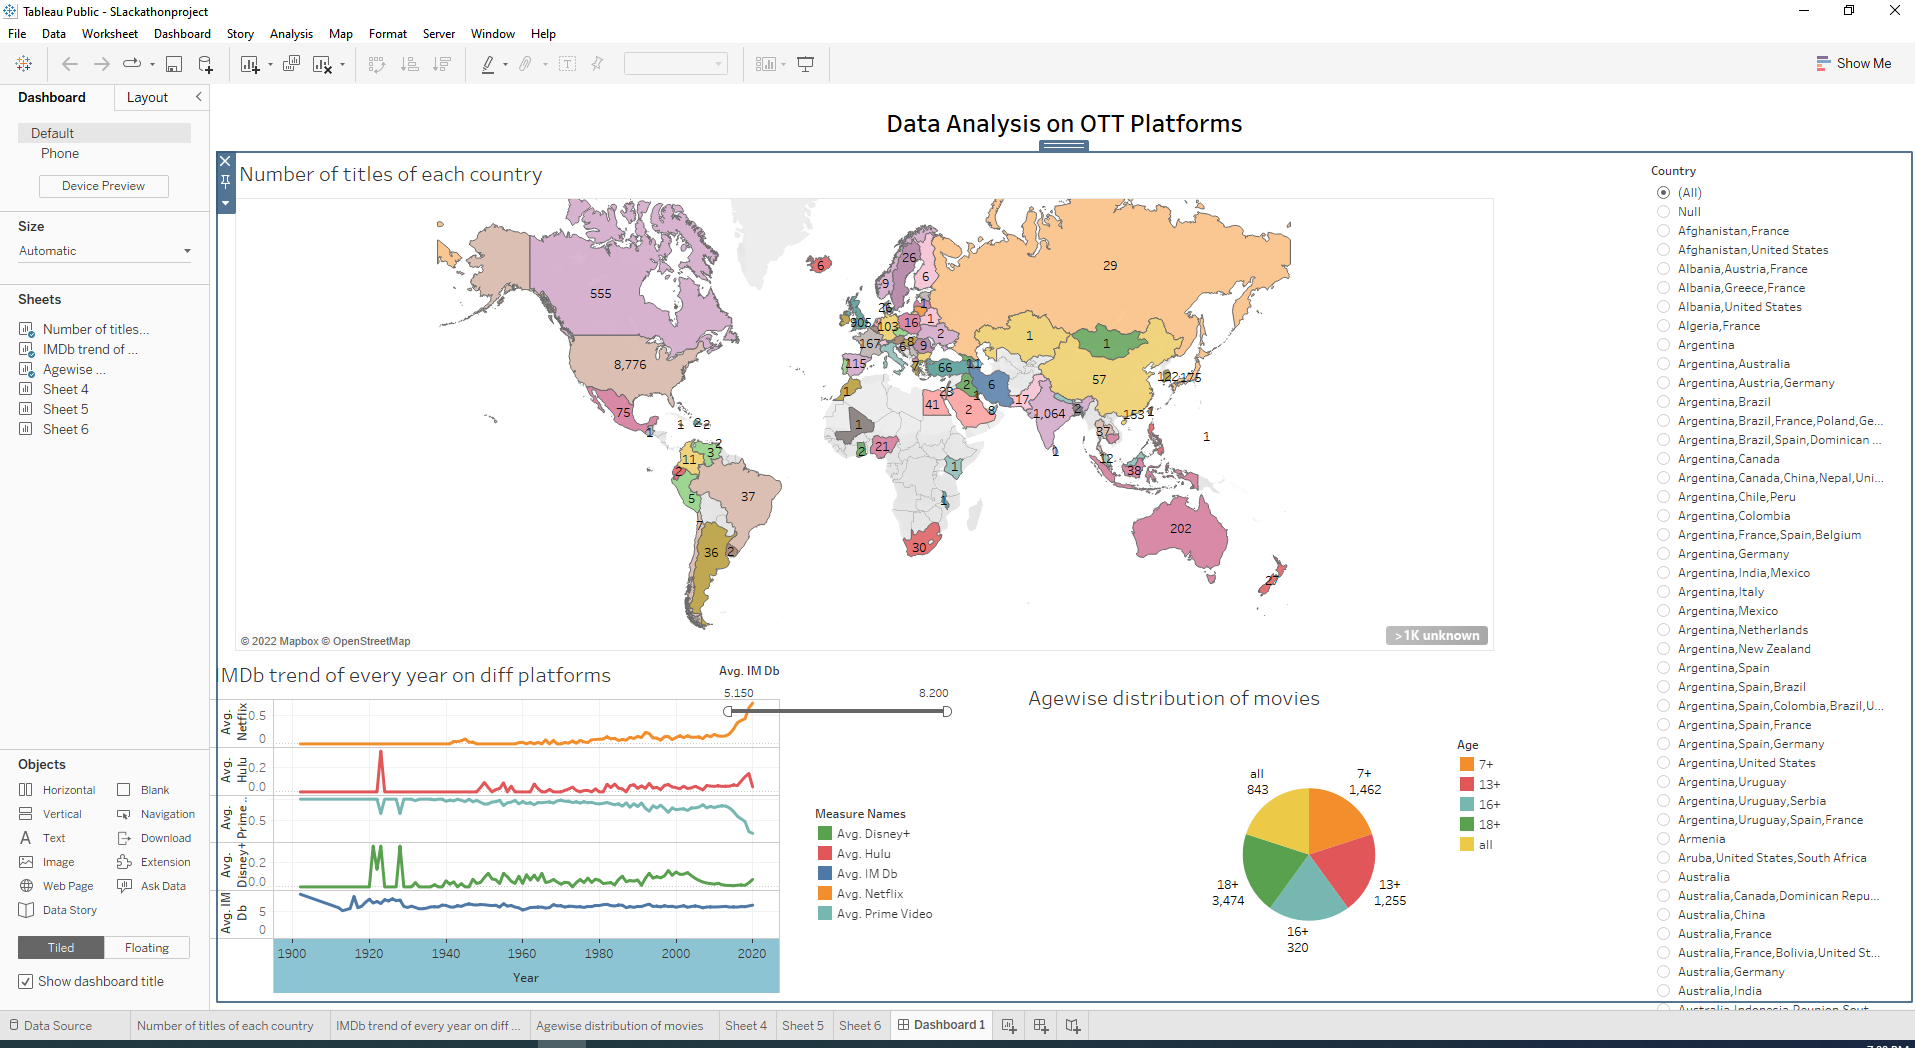 Tableau Public - SLackathonproject
File Data Worksheet Dashboard Story Analysis Map Format Server Window Help
Show Me
Dashboard Layout
Default
Phone
Device Preview
Size
Automatic
Sheets
Number of titles...
IMDb trend of ...
Agewise ...
Sheet 4
Sheet 5
Sheet 6
Objects
Horizontal Blank
Vertical Navigation
Text Download
Image Extension
Web Page Ask Data
Data Story
Tiled Floating
Show dashboard title
Data Analysis on OTT Platforms
Number of titles of each country
6
29
26
6
9
555
26
1
905
103
16
1
2
1
1
167
6
8
9
8,776
115
7
66
11
57
122
175
6
2
23
1
1
75
41
2
8
17
1,064
2
153
1
1
1
2
2
1
37
1
2
21
3
2
11
2
1
12
38
1
5
37
1
7
202
36
2
30
27
© 2022 Mapbox © OpenStreetMap
>1K unknown
MDb trend of every year on diff platforms
Avg. IM Db
5.150 8.200
Avg. Netflix
0.5
0
Avg. Hulu
0.2
0.0
Avg. Prime ..
0.5
Avg. Disney+
0.2
0.0
Avg. IM Db
5
0
1900 1920 1940 1960 1980 2000 2020
Year
Measure Names
Avg. Disney+
Avg. Hulu
Avg. IM Db
Avg. Netflix
Avg. Prime Video
Agewise distribution of movies
all
843
7+
1,462
18+
3,474
13+
1,255
16+
320
Age
7+
13+
16+
18+
all
Country
(All)
Null
Afghanistan,France
Afghanistan,United States
Albania,Austria,France
Albania,Greece,France
Albania,United States
Algeria,France
Argentina
Argentina,Australia
Argentina,Austria,Germany
Argentina,Brazil
Argentina,Brazil,France,Poland,Ge...
Argentina,Brazil,Spain,Dominican ...
Argentina,Canada
Argentina,Canada,China,Nepal,Uni...
Argentina,Chile,Peru
Argentina,Colombia
Argentina,France,Spain,Belgium
Argentina,Germany
Argentina,India,Mexico
Argentina,Italy
Argentina,Mexico
Argentina,Netherlands
Argentina,New Zealand
Argentina,Spain
Argentina,Spain,Brazil
Argentina,Spain,Colombia,Brazil,U...
Argentina,Spain,France
Argentina,Spain,Germany
Argentina,United States
Argentina,Uruguay
Argentina,Uruguay,Serbia
Argentina,Uruguay,Spain,France
Armenia
Aruba,United States,South Africa
Australia
Australia,Canada,Dominican Repu...
Australia,China
Australia,France
Australia,France,Bolivia,United St...
Australia,Germany
Australia,India
Data Source Number of titles of each country IMDb trend of every year on diff ... Agewise distribution of movies Sheet 4 Sheet 5 Sheet 6 Dashboard 1